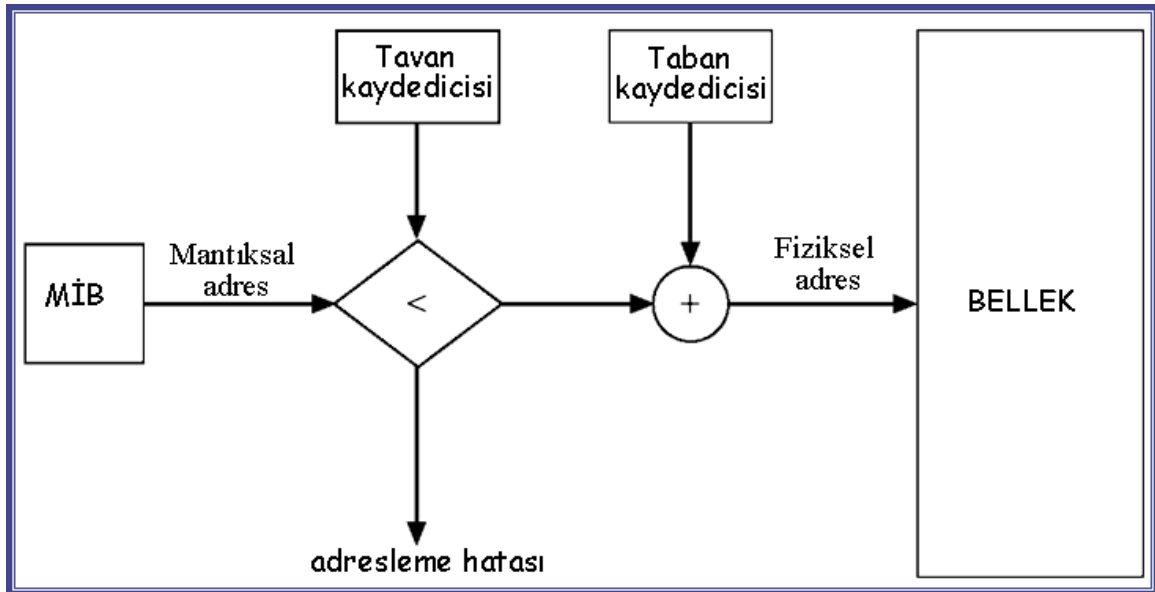 Tavan
kaydedicisi
Taban
kaydedicisi
Mantıksal
adres
Fiziksel
adres
MİB
<
+
BELLEK
adresleme hatası